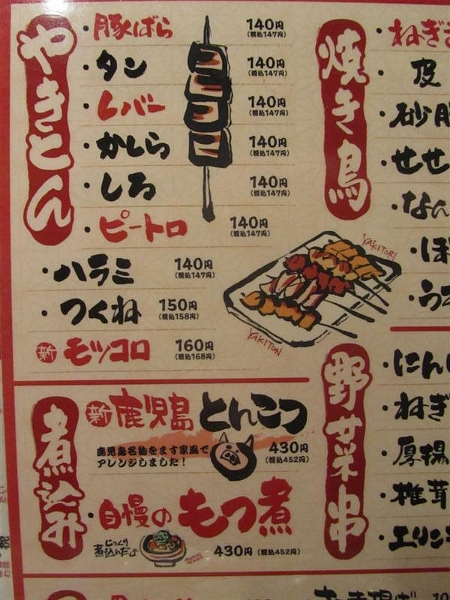 やきとん
・豚ばら 140円
(税込147円)
・タン 140円
(税込147円)
・レバー 140円
(税込147円)
・かしら 140円
(税込147円)
・しろ 140円
(税込147円)
・ピートロ 140円
(税込147円)
・ハラミ 140円
(税込147円)
・つくね 150円
(税込158円)
新 モツコロ 160円
(税込168円)
YAKITORI
YAKITON
煮込み
新 鹿児島とんこつ
鹿児島名物をます家風で
アレンジしました!
430円
(税込452円)
・自慢のもつ煮
じっくり
煮込んだよ
430円 (税込452円)
焼き鳥
ねぎ
・皮
・砂肝
・せせ
・なん
・ぼ
・うず
野菜串
・にんに
・ねぎ
・厚揚
・椎茸
・エリン